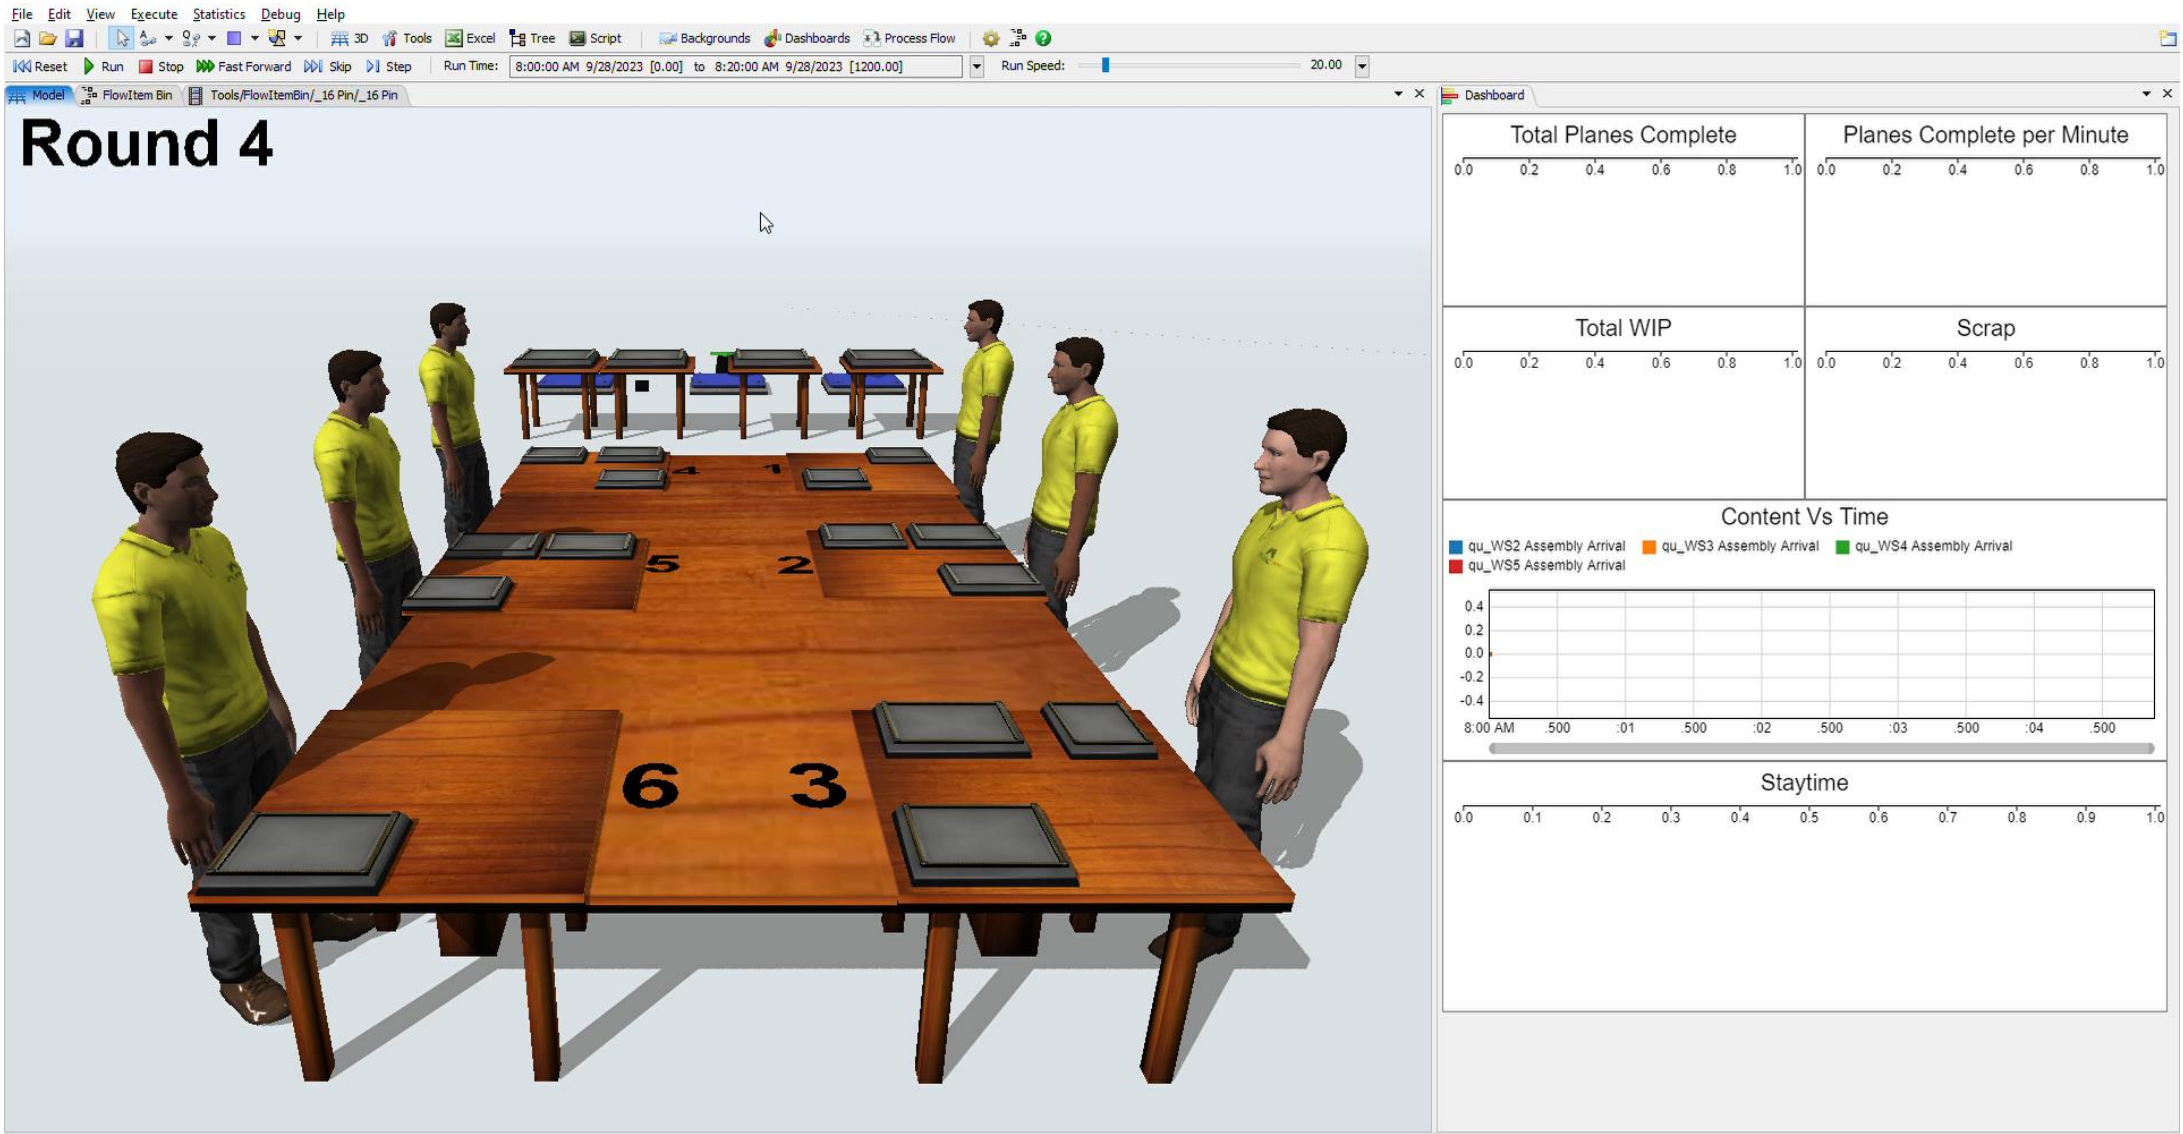 File Edit View Execute Statistics Debug Help
3D Tools Excel Tree Script Backgrounds Dashboards Process Flow
Reset Run Stop Fast Forward Skip Step Run Time: 8:00:00 AM 9/28/2023 [0.00] to 8:20:00 AM 9/28/2023 [1200.00] Run Speed: 20.00
Model FlowItem Bin Tools/FlowItemBin/_16 Pin/_16 Pin
Round 4
4 1
5 2
6 3
Dashboard
Total Planes Complete
0.0 0.2 0.4 0.6 0.8 1.0
Planes Complete per Minute
0.0 0.2 0.4 0.6 0.8 1.0
Total WIP
0.0 0.2 0.4 0.6 0.8 1.0
Scrap
0.0 0.2 0.4 0.6 0.8 1.0
Content Vs Time
qu_WS2 Assembly Arrival qu_WS3 Assembly Arrival qu_WS4 Assembly Arrival
qu_WS5 Assembly Arrival
0.4
0.2
0.0
-0.2
-0.4
8:00 AM .500 :01 .500 :02 .500 :03 .500 :04 .500
Staytime
0.0 0.1 0.2 0.3 0.4 0.5 0.6 0.7 0.8 0.9 1.0